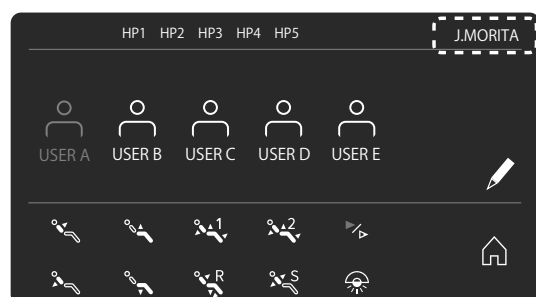 HP1 HP2 HP3 HP4 HP5 J.MORITA
USER A USER B USER C USER D USER E
1 2
R S